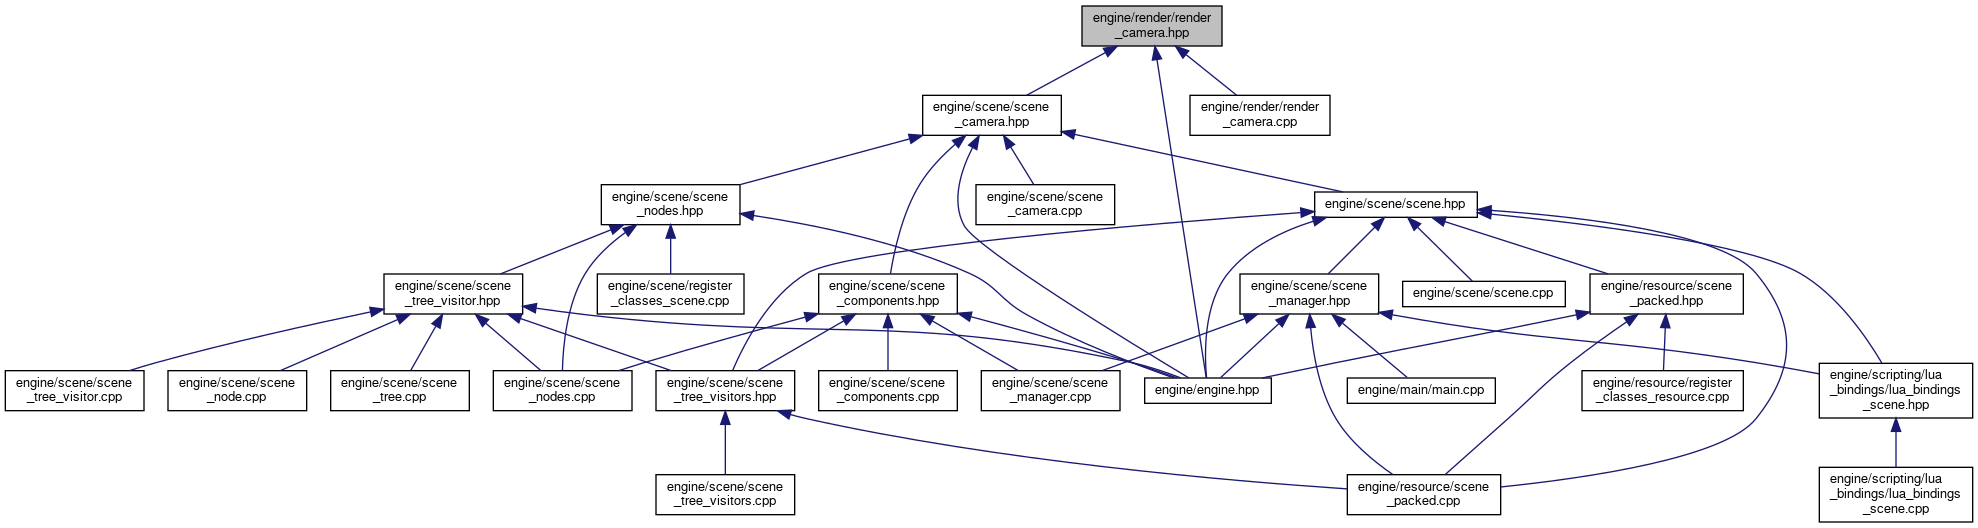 engine/render/render
_camera.hpp
engine/scene/scene
_camera.hpp
engine/render/render
_camera.cpp
engine/scene/scene
_nodes.hpp
engine/scene/scene
_camera.cpp
engine/scene/scene.hpp
engine/scene/scene
_tree_visitor.hpp
engine/scene/register
_classes_scene.cpp
engine/scene/scene
_components.hpp
engine/scene/scene
_manager.hpp
engine/scene/scene.cpp
engine/resource/scene
_packed.hpp
engine/scene/scene
_tree_visitor.cpp
engine/scene/scene
_node.cpp
engine/scene/scene
_tree.cpp
engine/scene/scene
_nodes.cpp
engine/scene/scene
_tree_visitors.hpp
engine/scene/scene
_components.cpp
engine/scene/scene
_manager.cpp
engine/engine.hpp
engine/main/main.cpp
engine/resource/register
_classes_resource.cpp
engine/scripting/lua
_bindings/lua_bindings
_scene.hpp
engine/scene/scene
_tree_visitors.cpp
engine/resource/scene
_packed.cpp
engine/scripting/lua
_bindings/lua_bindings
_scene.cpp